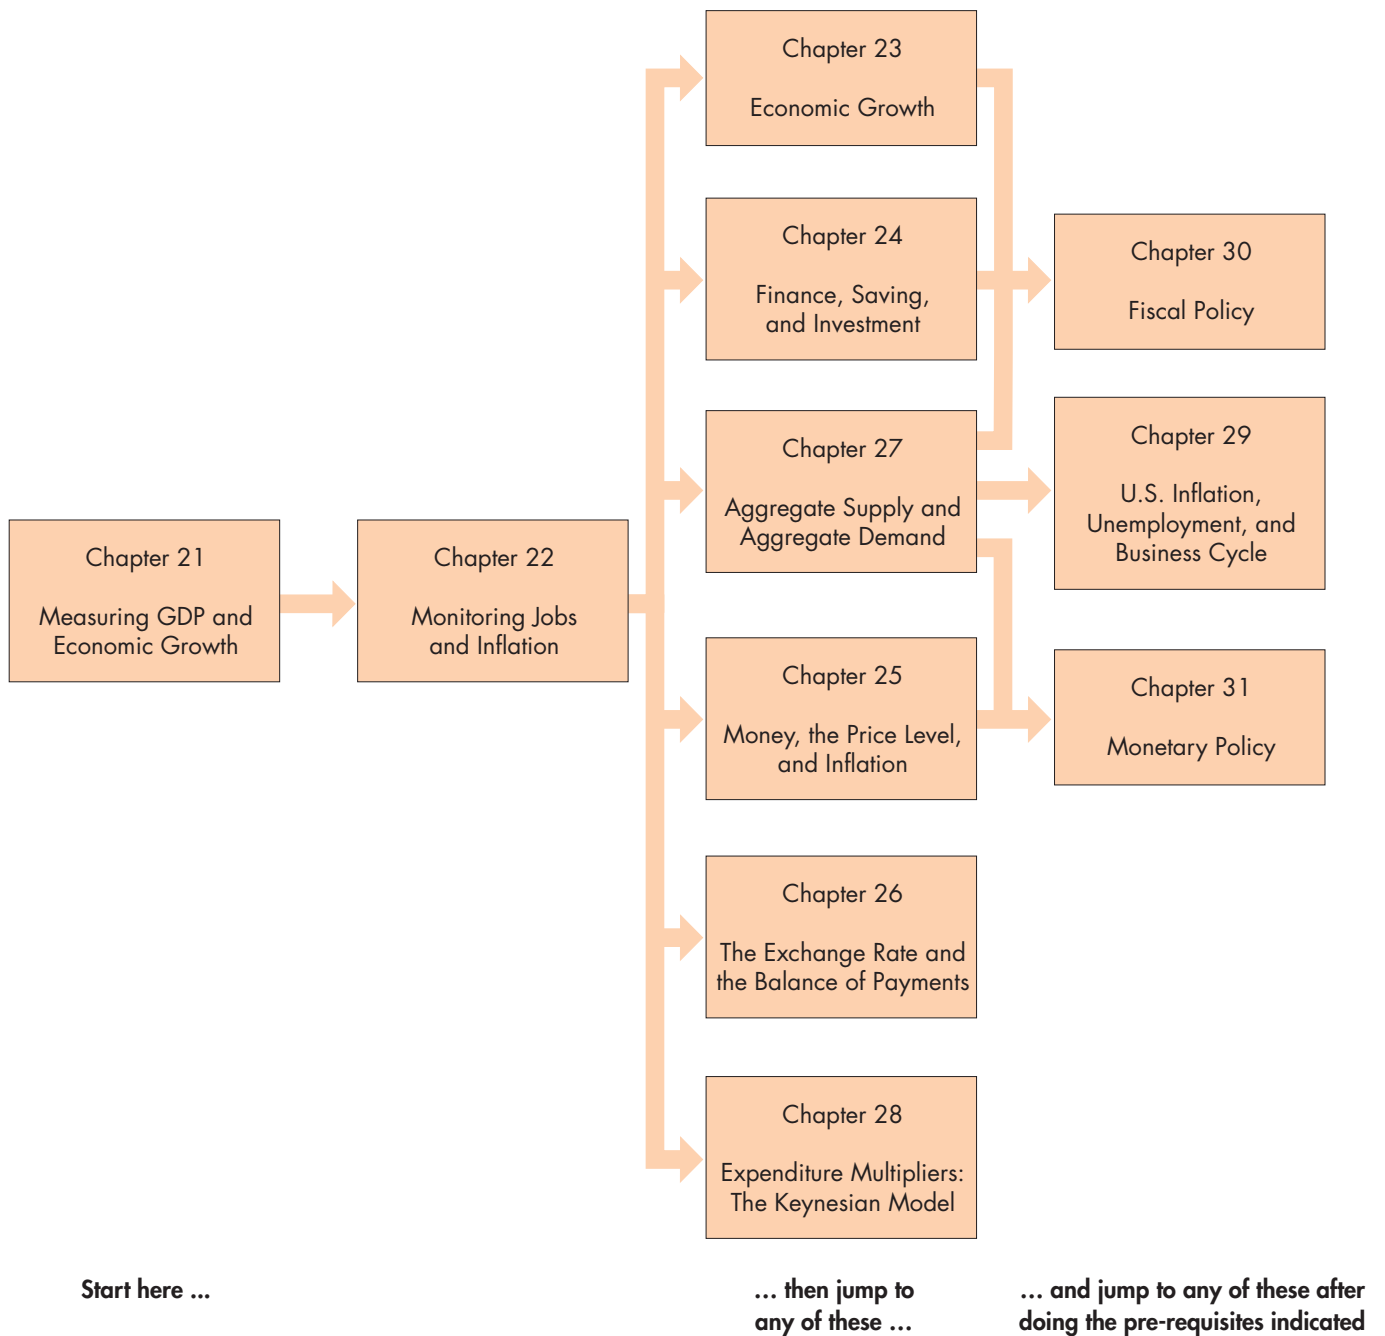 Chapter 21
Measuring GDP and
Economic Growth
Chapter 22
Monitoring Jobs
and Inflation
Chapter 23
Economic Growth
Chapter 24
Finance, Saving,
and Investment
Chapter 27
Aggregate Supply and
Aggregate Demand
Chapter 25
Money, the Price Level,
and Inflation
Chapter 26
The Exchange Rate and
the Balance of Payments
Chapter 28
Expenditure Multipliers:
The Keynesian Model
Chapter 30
Fiscal Policy
Chapter 29
U.S. Inflation,
Unemployment, and
Business Cycle
Chapter 31
Monetary Policy
Start here ...
... then jump to
any of these ...
... and jump to any of these after
doing the pre-requisites indicated